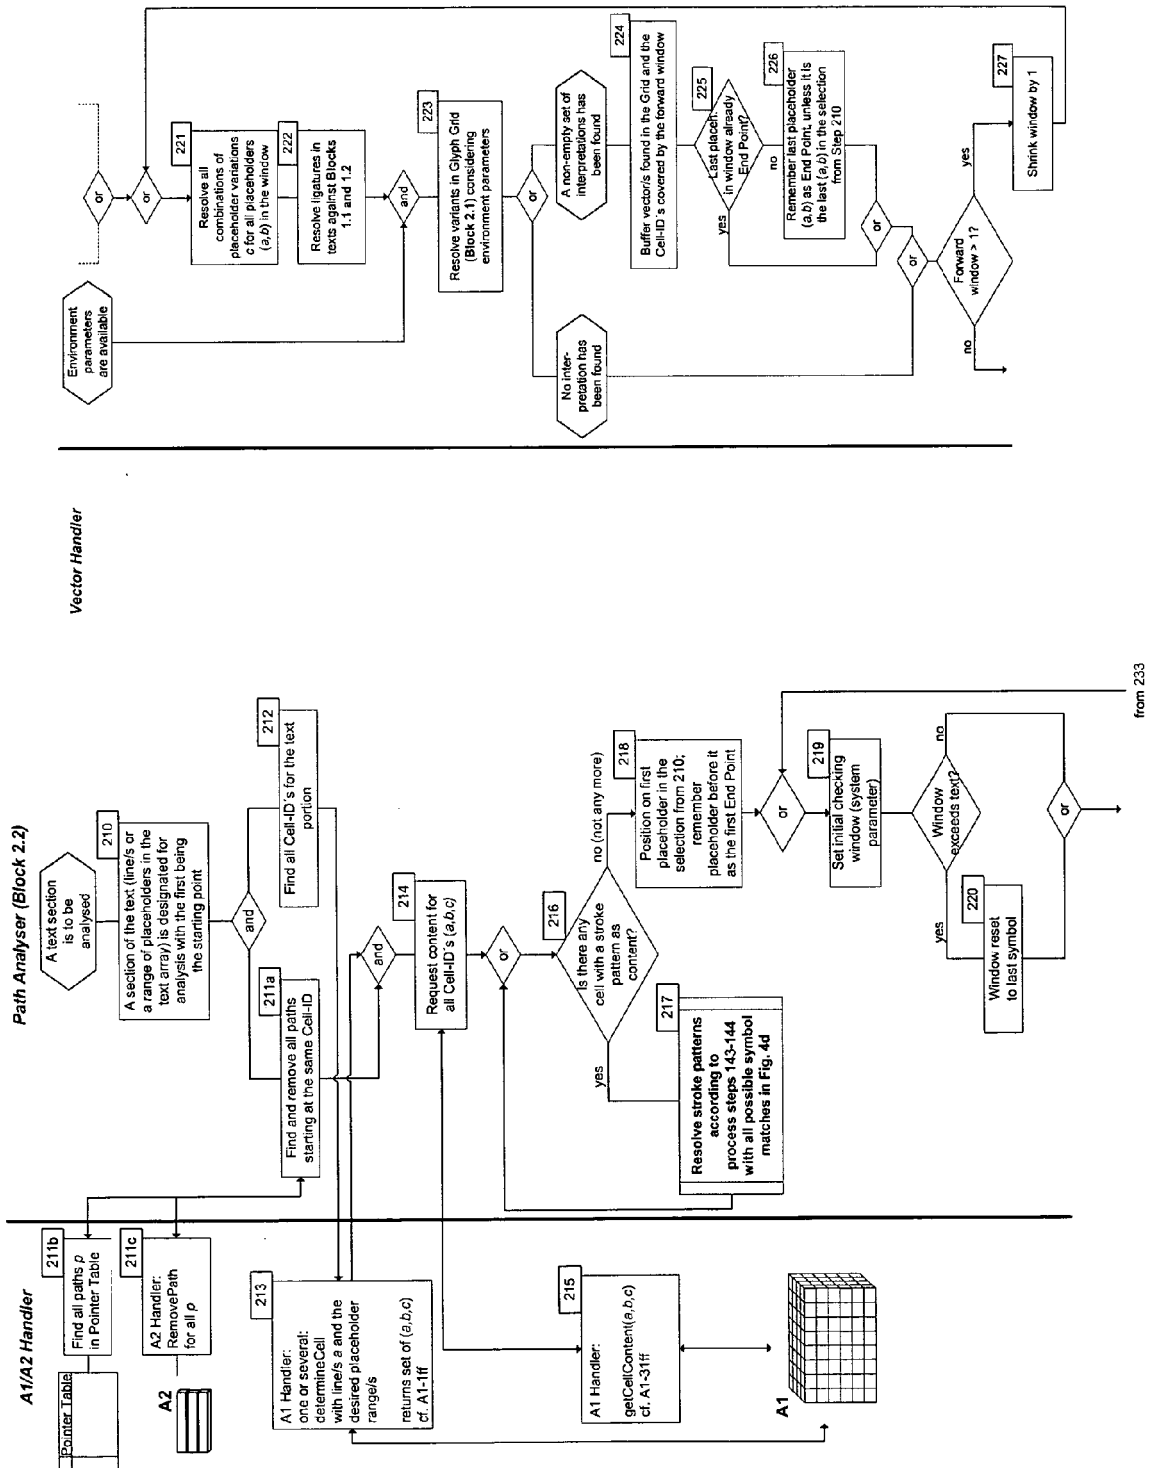 A1/A2 Handler
Pointer Table
211b
Find all paths p
in Pointer Table
A2
211c
A2 Handler:
RemovePath
for all p
213
A1 Handler:
one or several:
determineCell
with line/s a and the
desired placeholder
range/s
returns set of (a,b,c)
cf. A1-1ff
215
A1 Handler:
getCellContent(a,b,c)
cf. A1-31ff
A1
Path Analyser (Block 2.2)
A text section
is to be
analysed
210
A section of the text (line/s or
a range of placeholders in the
text array) is designated for
analysis with the first being
the starting point
and
211a
Find and remove all paths
starting at the same Cell-ID
212
Find all Cell-ID´s for the text
portion
and
214
Request content for
all Cell-ID´s (a,b,c)
or
216
Is there any
cell with a stroke
pattern as
content?
yes
no (not any more)
217
Resolve stroke patterns
according to
process steps 143-144
with all possible symbol
matches in Fig. 4d
218
Position on first
placeholder in the
selection from 210;
remember
placeholder before it
as the first End Point
or
219
Set initial checking
window (system
parameter)
Window
exceeds text?
yes
no
220
Window reset
to last symbol
or
from 233
Vector Handler
Environment
parameters
are available
or
or
221
Resolve all
combinations of
placeholder variations
c for all placeholders
(a,b) in the window
222
Resolve ligatures in
texts against Blocks
1.1 and 1.2
and
223
Resolve variants in Glyph Grid
(Block 2.1) considering
environment parameters
or
No inter-
pretation has
been found
A non-empty set of
interpretations has
been found
224
Buffer vector/s found in the Grid and the
Cell-ID´s covered by the forward window
225
Last placeh.
in window already
End Point?
yes
no
226
Remember last placeholder
(a,b) as End Point, unless it is
the last (a,b) in the selection
from Step 210
or
or
Forward
window > 1?
no
yes
227
Shrink window by 1